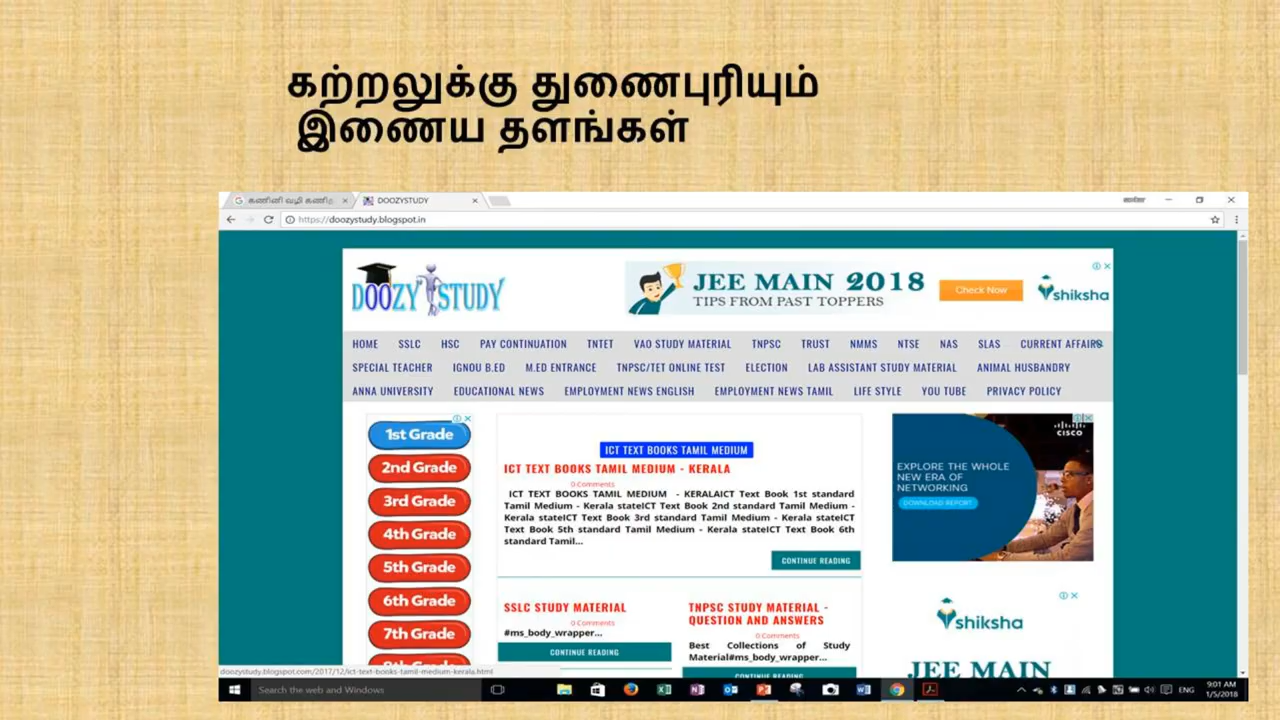 கற்றலுக்கு துணைபுரியும்
இணைய தளங்கள்
DOOZYSTUDY
https://doozystudy.blogspot.in
DOOZY STUDY
JEE MAIN 2018
TIPS FROM PAST TOPPERS
Check Now
shiksha
HOME SSLC HSC PAY CONTINUATION TNTET VAO STUDY MATERIAL TNPSC TRUST NMMS NTSE NAS SLAS CURRENT AFFAIRS
SPECIAL TEACHER IGNOU B.ED M.ED ENTRANCE TNPSC/TET ONLINE TEST ELECTION LAB ASSISTANT STUDY MATERIAL ANIMAL HUSBANDRY
ANNA UNIVERSITY EDUCATIONAL NEWS EMPLOYMENT NEWS ENGLISH EMPLOYMENT NEWS TAMIL LIFE STYLE YOU TUBE PRIVACY POLICY
1st Grade
2nd Grade
3rd Grade
4th Grade
5th Grade
6th Grade
7th Grade
8th Grade
ICT TEXT BOOKS TAMIL MEDIUM
ICT TEXT BOOKS TAMIL MEDIUM - KERALA
0 Comments
ICT TEXT BOOKS TAMIL MEDIUM - KERALAICT Text Book 1st standard
Tamil Medium - Kerala stateICT Text Book 2nd standard Tamil Medium -
Kerala stateICT Text Book 3rd standard Tamil Medium - Kerala stateICT
Text Book 5th standard Tamil Medium - Kerala stateICT Text Book 6th
standard Tamil...
CONTINUE READING
SSLC STUDY MATERIAL
0 Comments
#ms_body_wrapper...
CONTINUE READING
TNPSC STUDY MATERIAL -
QUESTION AND ANSWERS
0 Comments
Best Collections of Study
Material#ms_body_wrapper...
CONTINUE READING
CISCO
EXPLORE THE WHOLE
NEW ERA OF
NETWORKING
DOWNLOAD REPORT
shiksha
JEE MAIN
doozystudy.blogspot.com/2017/12/ict-text-books-tamil-medium-kerala.html
Search the web and Windows
ENG
9:01 AM
1/5/2018